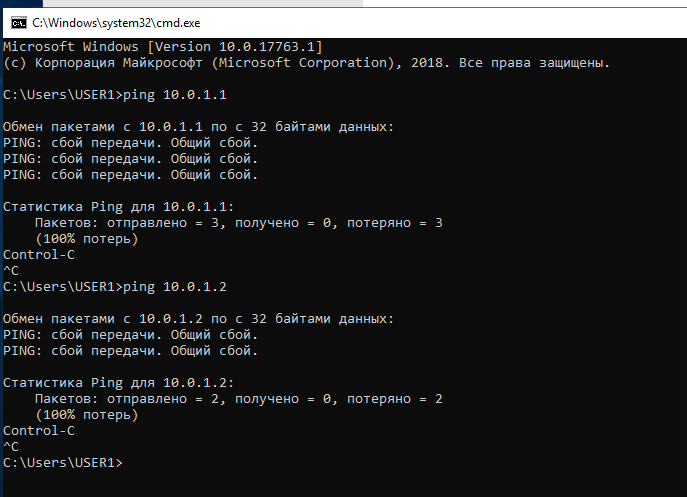 C:\Windows\system32\cmd.exe
Microsoft Windows [Version 10.0.17763.1]
(c) Корпорация Майкрософт (Microsoft Corporation), 2018. Все права защищены.
C:\Users\USER1>ping 10.0.1.1
Обмен пакетами с 10.0.1.1 по с 32 байтами данных:
PING: сбой передачи. Общий сбой.
PING: сбой передачи. Общий сбой.
PING: сбой передачи. Общий сбой.
Статистика Ping для 10.0.1.1:
Пакетов: отправлено = 3, получено = 0, потеряно = 3
(100% потерь)
Control-C
^C
C:\Users\USER1>ping 10.0.1.2
Обмен пакетами с 10.0.1.2 по с 32 байтами данных:
PING: сбой передачи. Общий сбой.
PING: сбой передачи. Общий сбой.
Статистика Ping для 10.0.1.2:
Пакетов: отправлено = 2, получено = 0, потеряно = 2
(100% потерь)
Control-C
^C
C:\Users\USER1>